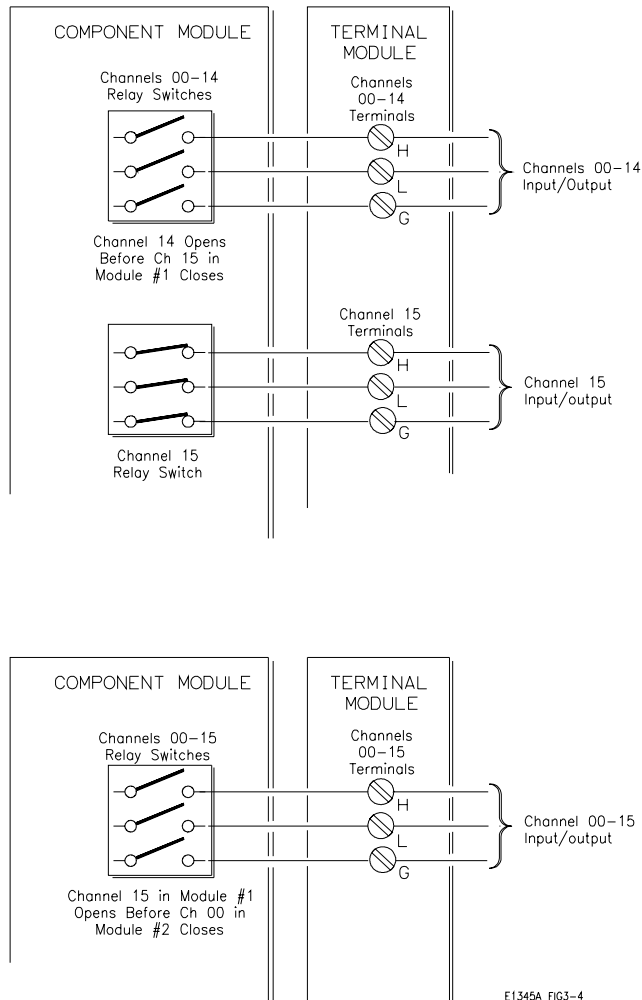 COMPONENT MODULE
TERMINAL
MODULE
Channels 00-14
Relay Switches
Channels
00-14
Terminals
H
L
G
Channels 00-14
Input/Output
Channel 14 Opens
Before Ch 15 in
Module #1 Closes
Channel 15
Terminals
H
L
G
Channel 15
Input/output
Channel 15
Relay Switch
COMPONENT MODULE
TERMINAL
MODULE
Channels 00-15
Relay Switches
Channels
00-15
Terminals
H
L
G
Channel 00-15
Input/output
Channel 15 in Module #1
Opens Before Ch 00 in
Module #2 Closes
E1345A FIG3-4